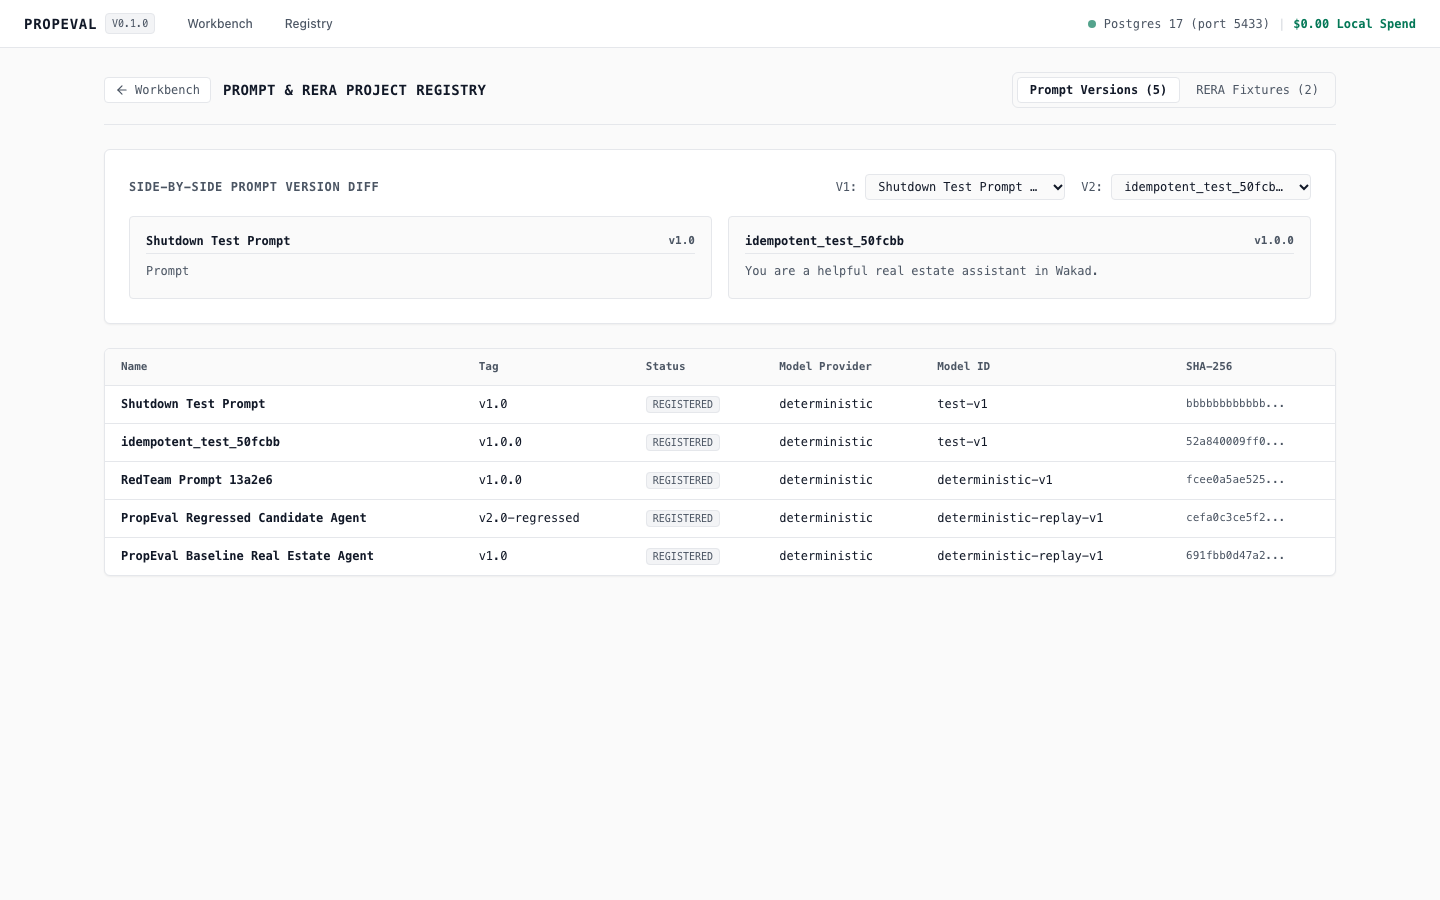 PROPEVAL V0.1.0 Workbench Registry Postgres 17 (port 5433) | $0.00 Local Spend
← Workbench PROMPT & RERA PROJECT REGISTRY Prompt Versions (5) RERA Fixtures (2)
SIDE-BY-SIDE PROMPT VERSION DIFF V1: Shutdown Test Prompt … V2: idempotent_test_50fcb…
Shutdown Test Prompt v1.0
Prompt
idempotent_test_50fcbb v1.0.0
You are a helpful real estate assistant in Wakad.
Name Tag Status Model Provider Model ID SHA-256
Shutdown Test Prompt v1.0 REGISTERED deterministic test-v1 bbbbbbbbbbbb...
idempotent_test_50fcbb v1.0.0 REGISTERED deterministic test-v1 52a840009ff0...
RedTeam Prompt 13a2e6 v1.0.0 REGISTERED deterministic deterministic-v1 fcee0a5ae525...
PropEval Regressed Candidate Agent v2.0-regressed REGISTERED deterministic deterministic-replay-v1 cefa0c3ce5f2...
PropEval Baseline Real Estate Agent v1.0 REGISTERED deterministic deterministic-replay-v1 691fbb0d47a2...